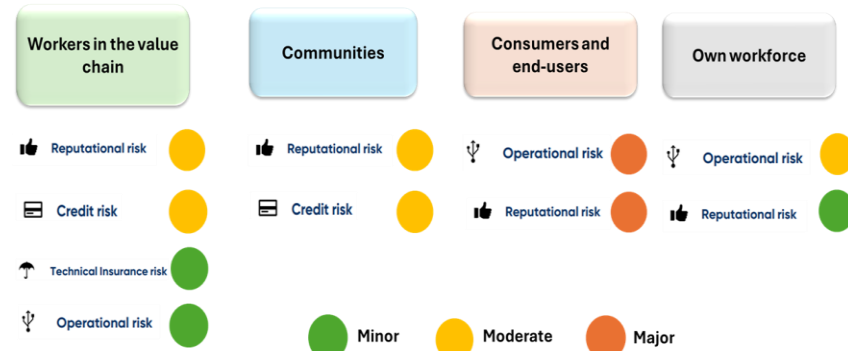 Workers in the value
chain
Communities
Consumers and
end-users
Own workforce
Reputational risk
Reputational risk
Operational risk
Operational risk
Credit risk
Credit risk
Reputational risk
Reputational risk
Technical Insurance risk
Operational risk
Minor
Moderate
Major